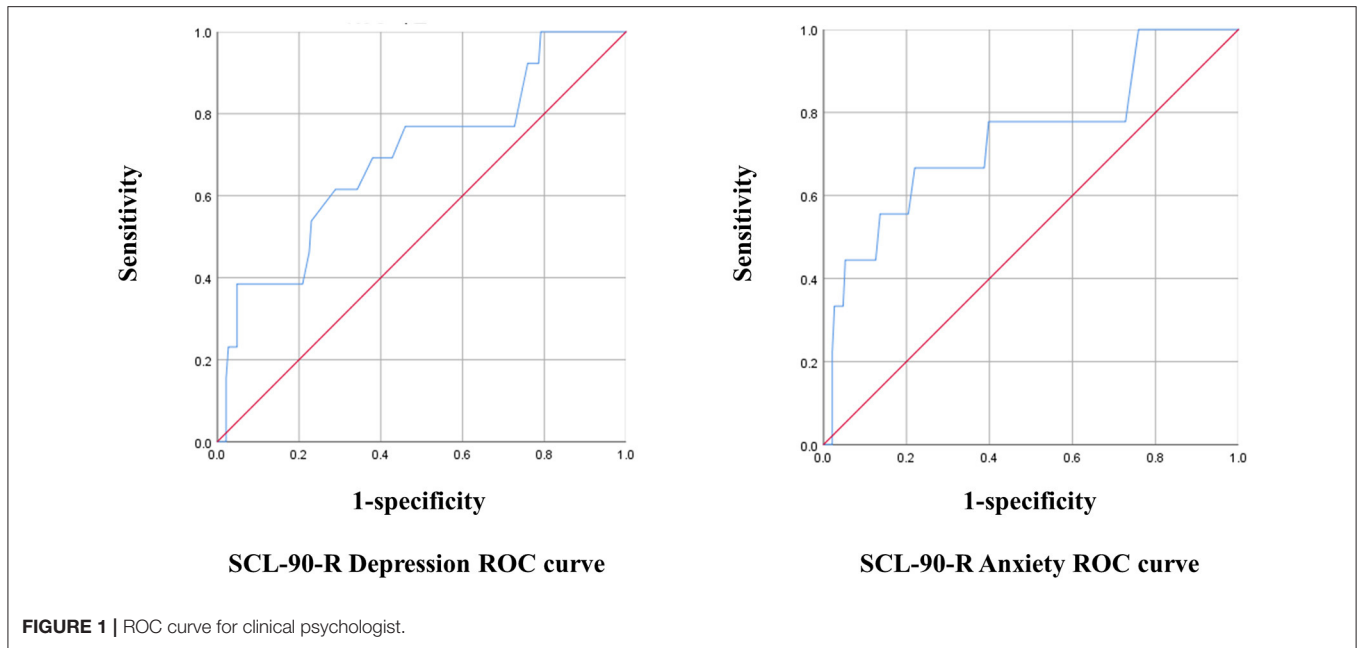 1.0
0.8
0.6
0.4
0.2
0.0
0.0 0.2 0.4 0.6 0.8 1.0
Sensitivity
1-specificity
SCL-90-R Depression ROC curve
1.0
0.8
0.6
0.4
0.2
0.0
0.0 0.2 0.4 0.6 0.8 1.0
Sensitivity
1-specificity
SCL-90-R Anxiety ROC curve
FIGURE 1 | ROC curve for clinical psychologist.